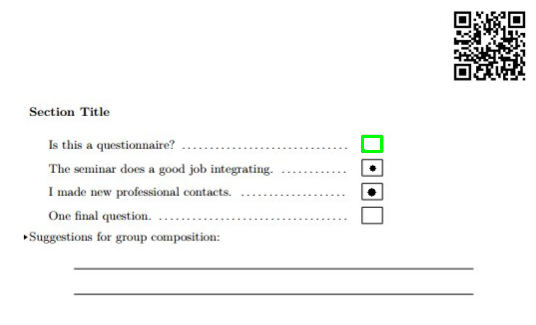 Section Title
Is this a questionnaire? ..............................
The seminar does a good job integrating. ............
I made new professional contacts. ...................
One final question. ..................................
Suggestions for group composition: